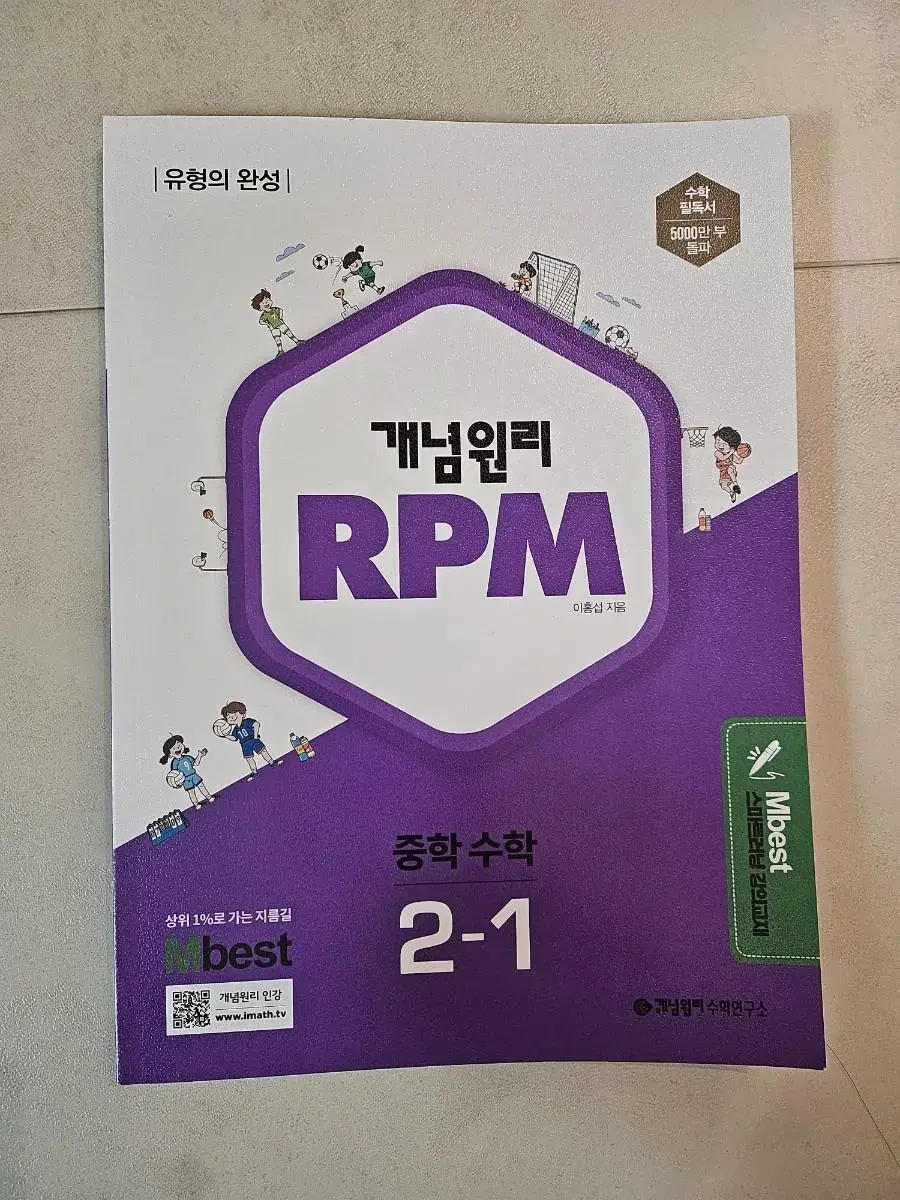 유형의 완성
수학
필독서
5000만 부
돌파
개념원리
RPM
이홍섭 지음
중학 수학
2-1
Mbest
스마트러닝 강의교재
상위 1%로 가는 지름길
Mbest
개념원리 인강
www.imath.tv
개념원리 수학연구소